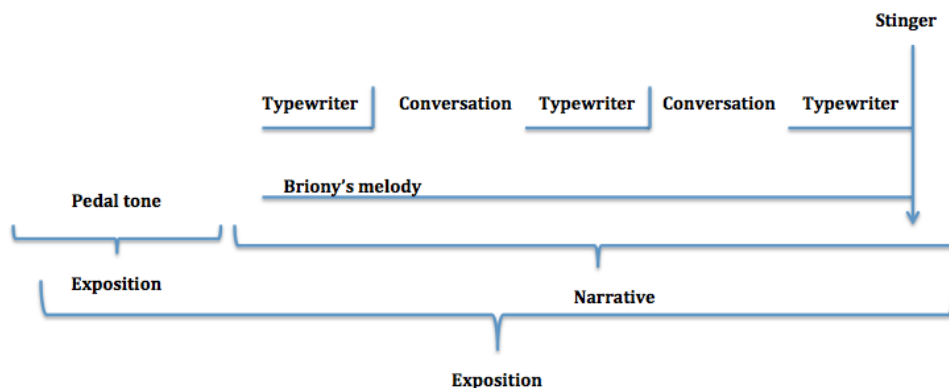 Stinger
Typewriter Conversation Typewriter Conversation Typewriter
Briony's melody
Pedal tone
Exposition
Narrative
Exposition